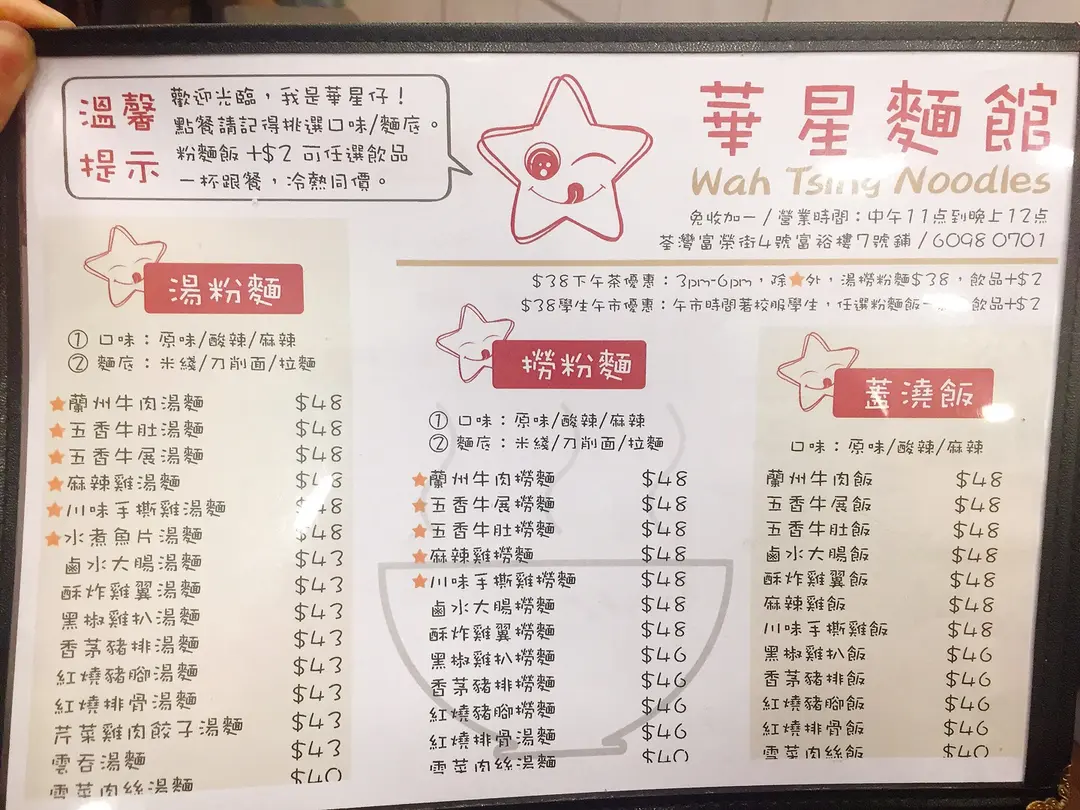 溫馨
提示
歡迎光臨，我是華星仔！
點餐請記得挑選口味/麵底。
粉麵飯+$2 可任選飲品
一杯跟餐，冷熱同價。
華星麵館
Wah Tsing Noodles
免收加一/營業時間：中午11点到晚上12点
荃灣富榮街4號富裕樓7號鋪/6098 0701
$38下午茶優惠：3pm-6pm，除★外，湯撈粉麵$38，飲品+$2
$38學生午市優惠：午市時間著校服學生，任選粉麵飯一 飲品+$2
湯粉麵
① 口味：原味/酸辣/麻辣
② 麵底：米綫/刀削面/拉麵
★蘭州牛肉湯麵 $48
★五香牛肚湯麵 $48
★五香牛展湯麵 $48
★麻辣雞湯麵 $48
★川味手撕雞湯麵 $48
★水煮魚片湯麵 $48
鹵水大腸湯麵 $43
酥炸雞翼湯麵 $43
黑椒雞扒湯麵 $43
香茅豬排湯麵 $43
紅燒豬腳湯麵 $43
紅燒排骨湯麵 $43
芹菜雞肉餃子湯麵 $43
雲吞湯麵 $43
雪菜肉絲湯麵 $40
撈粉麵
① 口味：原味/酸辣/麻辣
② 麵底：米綫/刀削面/拉麵
★蘭州牛肉撈麵 $48
★五香牛展撈麵 $48
★五香牛肚撈麵 $48
★麻辣雞撈麵 $48
★川味手撕雞撈麵 $48
鹵水大腸撈麵 $48
酥炸雞翼撈麵 $48
黑椒雞扒撈麵 $46
香茅豬排撈麵 $46
紅燒豬腳撈麵 $46
紅燒排骨湯麵 $46
雪菜肉絲撈麵 $40
蓋澆飯
口味：原味/酸辣/麻辣
蘭州牛肉飯 $48
五香牛展飯 $48
五香牛肚飯 $48
鹵水大腸飯 $48
酥炸雞翼飯 $48
麻辣雞飯 $48
川味手撕雞飯 $48
黑椒雞扒飯 $46
香茅豬排飯 $46
紅燒豬腳飯 $46
紅燒排骨飯 $46
雪菜肉絲飯 $40